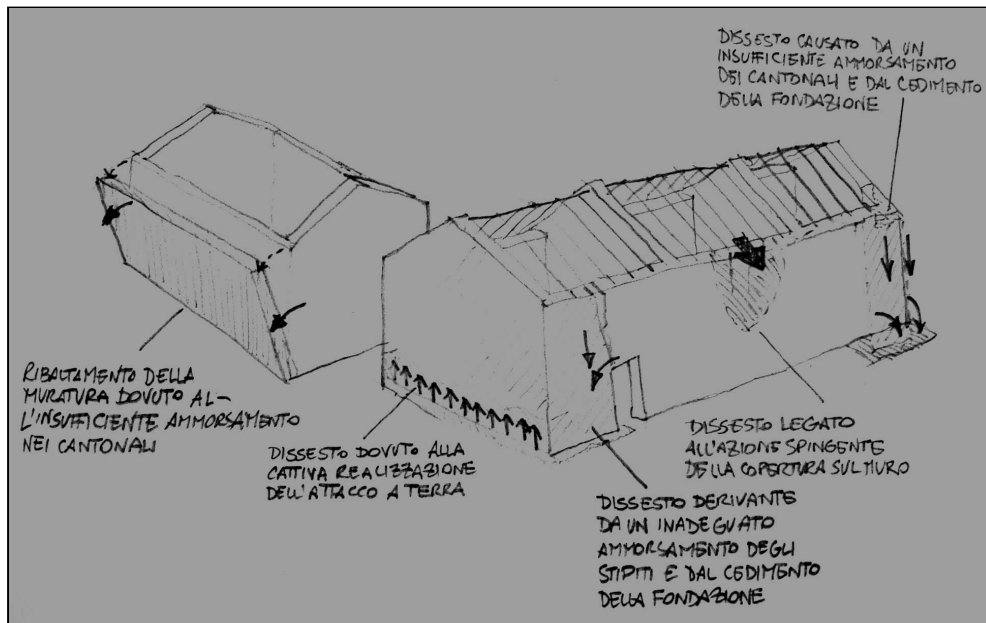 DISSESTO CAUSATO DA UN
INSUFFICIENTE AMMORSAMENTO
DEI CANTONALI E DAL CEDIMENTO
DELLA FONDAZIONE
RIBALTAMENTO DELLA
MURATURA DOVUTO AL-
L'INSUFFICIENTE AMMORSAMENTO
NEI CANTONALI
DISSESTO DOVUTO ALLA
CATTIVA REALIZZAZIONE
DELL'ATTACCO A TERRA
DISSESTO LEGATO
ALL'AZIONE SPINGENTE
DELLA COPERTURA SUL MURO
DISSESTO DERIVANTE
DA UN INADEGUATO
AMMORSAMENTO DEGLI
STIPITI E DAL CEDIMENTO
DELLA FONDAZIONE